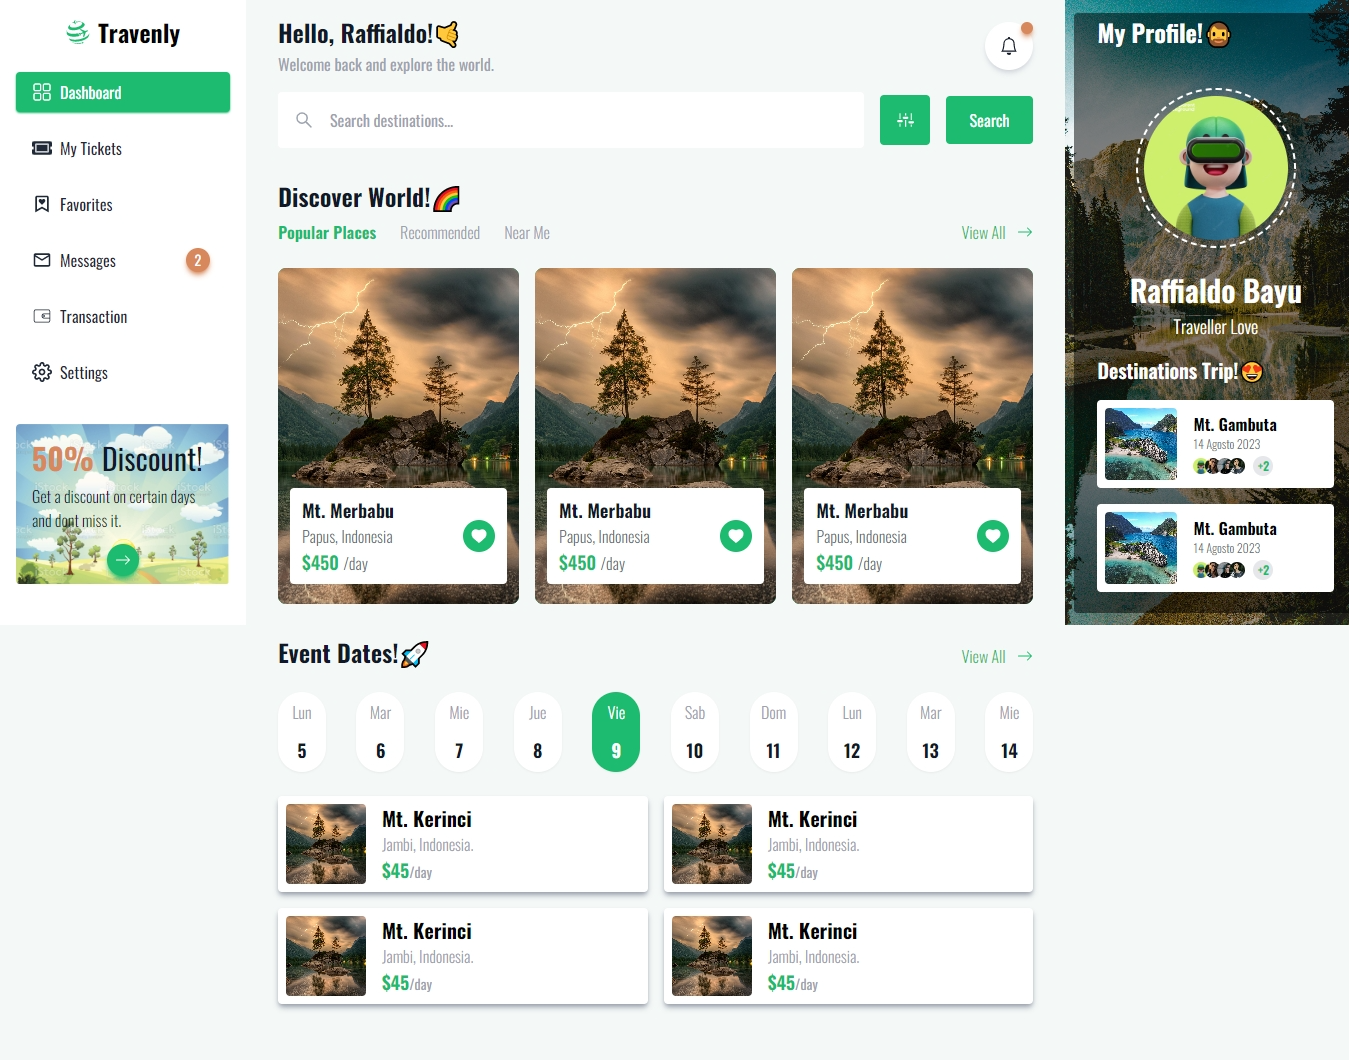 Travenly
Dashboard
My Tickets
Favorites
Messages
2
Transaction
Settings
50% Discount!
Get a discount on certain days
and dont miss it.
Hello, Raffialdo!
Welcome back and explore the world.
Search destinations...
Search
Discover World!
Popular Places Recommended Near Me
View All
Mt. Merbabu
Papus, Indonesia
$450 /day
Mt. Merbabu
Papus, Indonesia
$450 /day
Mt. Merbabu
Papus, Indonesia
$450 /day
Event Dates!
View All
Lun Mar Mie Jue Vie Sab Dom Lun Mar Mie
5 6 7 8 9 10 11 12 13 14
Mt. Kerinci
Jambi, Indonesia.
$45/day
Mt. Kerinci
Jambi, Indonesia.
$45/day
Mt. Kerinci
Jambi, Indonesia.
$45/day
Mt. Kerinci
Jambi, Indonesia.
$45/day
My Profile!
Raffialdo Bayu
Traveller Love
Destinations Trip!
Mt. Gambuta
14 Agosto 2023
+2
Mt. Gambuta
14 Agosto 2023
+2